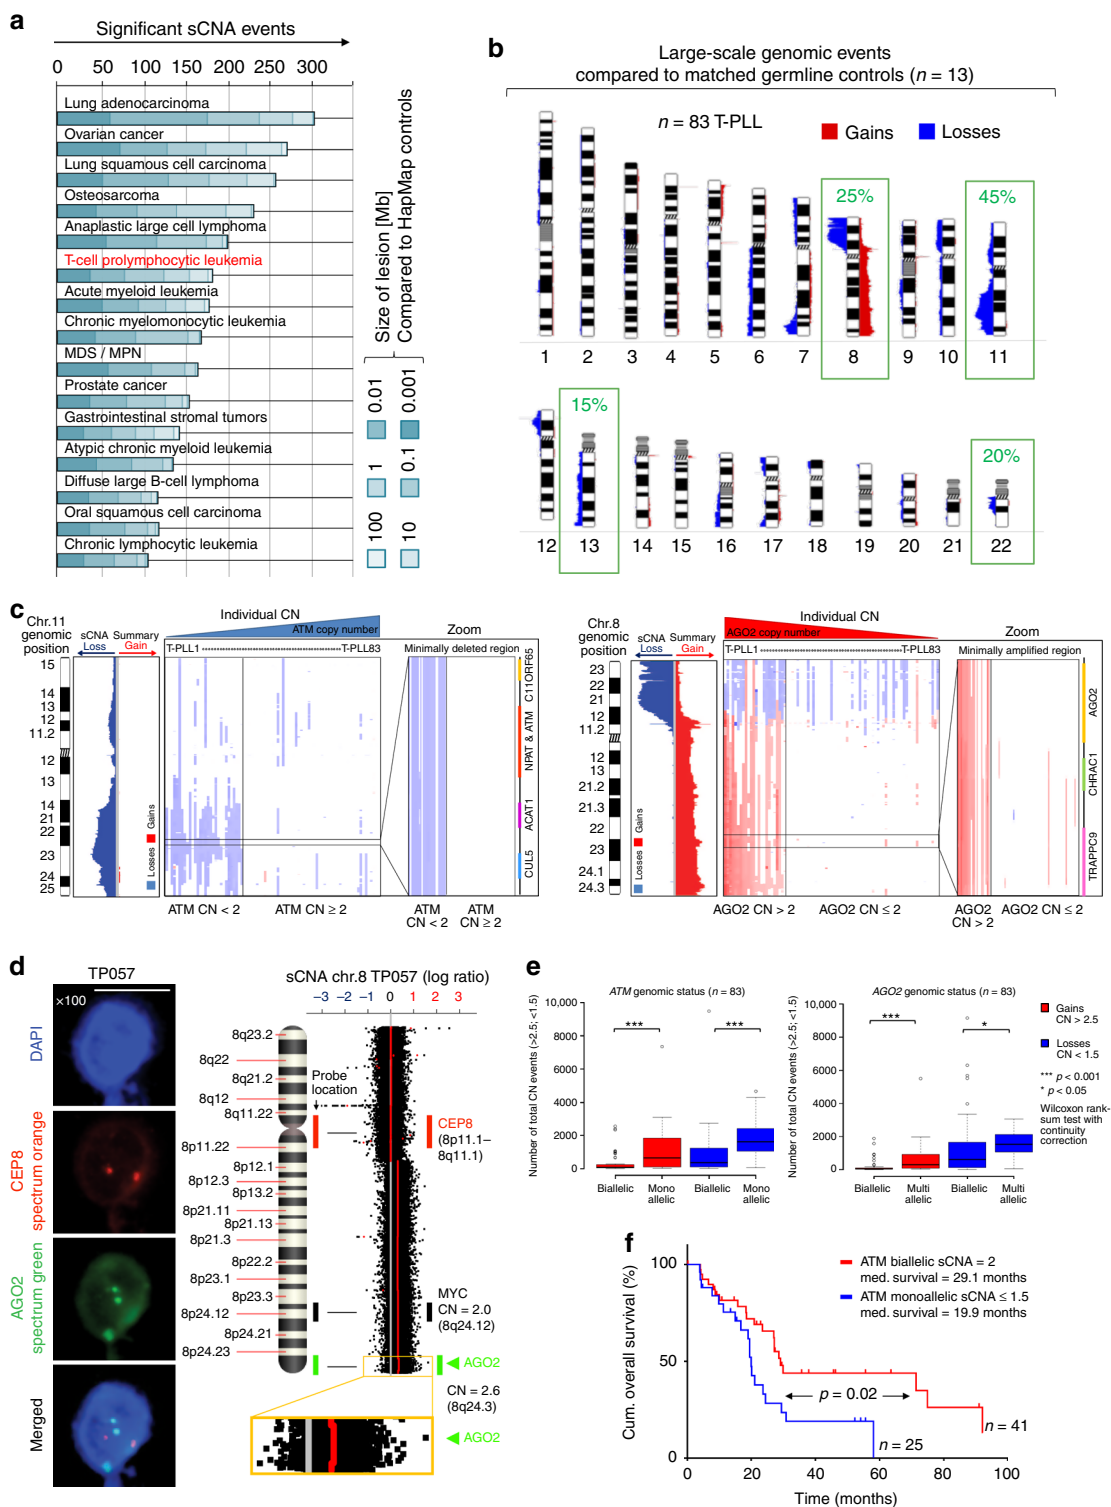 a
Significant sCNA events
0 50 100 150 200 250 300
Lung adenocarcinoma
Ovarian cancer
Lung squamous cell carcinoma
Osteosarcoma
Anaplastic large cell lymphoma
T-cell prolymphocytic leukemia
Acute myeloid leukemia
Chronic myelomonocytic leukemia
MDS / MPN
Prostate cancer
Gastrointestinal stromal tumors
Atypic chronic myeloid leukemia
Diffuse large B-cell lymphoma
Oral squamous cell carcinoma
Chronic lymphocytic leukemia
Size of lesion [Mb]
Compared to HapMap controls
100 1 0.01
10 0.1 0.001
b
Large-scale genomic events
compared to matched germline controls (n = 13)
n = 83 T-PLL
Gains Losses
25% 45%
1 2 3 4 5 6 7 8 9 10 11
15% 20%
12 13 14 15 16 17 18 19 20 21 22
c
Chr.11
genomic
position
sCNA Summary
Loss Gain
Individual CN
ATM copy number
T-PLL1 T-PLL83
Zoom
Minimally deleted region
15
14
13
12
11.2
12
13
14
21
22
23
24
25
Losses Gains
C11ORF65
NPAT & ATM
ACAT1
CUL5
ATM CN < 2 ATM CN ≥ 2
ATM
CN < 2
ATM
CN ≥ 2
Chr.8
genomic
position
sCNA Summary
Loss Gain
Individual CN
AGO2 copy number
T-PLL1 T-PLL83
Zoom
Minimally amplified region
23
22
21
12
11.2
12
13
21.2
21.3
22
23
24.1
24.3
Losses Gains
AGO2
CHRAC1
TRAPPC9
AGO2 CN > 2 AGO2 CN ≤ 2
AGO2
CN > 2
AGO2 CN ≤ 2
d
TP057
×100
DAPI
CEP8
spectrum orange
AGO2
spectrum green
Merged
sCNA chr.8 TP057 (log ratio)
−3 −2 −1 0 1 2 3
8q23.2
8q22
8q21.2
8q12
8q11.22
8p11.22
8p12.1
8p12.3
8p13.2
8p21.11
8p21.13
8p21.3
8p22.2
8p23.1
8p23.3
8p24.12
8p24.21
8p24.23
Probe
location
CEP8
(8p11.1–
8q11.1)
MYC
CN = 2.0
(8q24.12)
AGO2
CN = 2.6
(8q24.3)
AGO2
e
ATM genomic status (n = 83)
Number of total CN events (>2.5; <1.5)
10,000
8000
6000
4000
2000
0
*** ***
Biallelic Mono
allelic Biallelic Mono
allelic
AGO2 genomic status (n = 83)
Number of total CN events (>2.5; <1.5)
10,000
8000
6000
4000
2000
0
*** *
Biallelic Multi
allelic Biallelic Multi
allelic
Gains
CN > 2.5
Losses
CN < 1.5
*** p < 0.001
* p < 0.05
Wilcoxon rank-
sum test with
continuity
correction
f
Cum. overall survival (%)
100
50
0
ATM biallelic sCNA = 2
med. survival = 29.1 months
ATM monoallelic sCNA ≤ 1.5
med. survival = 19.9 months
p = 0.02
n = 41
n = 25
0 20 40 60 80 100
Time (months)